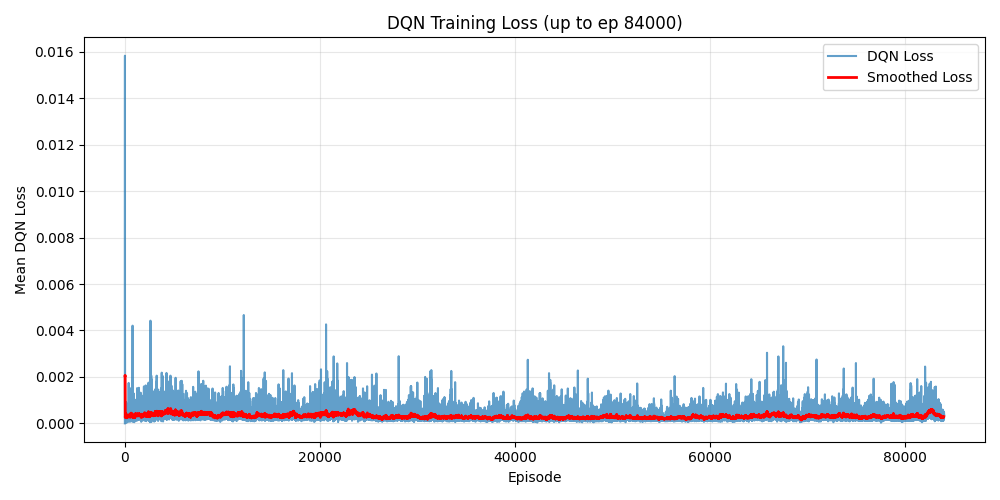 DQN Training Loss (up to ep 84000)
DQN Loss
Smoothed Loss
Mean DQN Loss
0.016
0.014
0.012
0.010
0.008
0.006
0.004
0.002
0.000
0 20000 40000 60000 80000
Episode